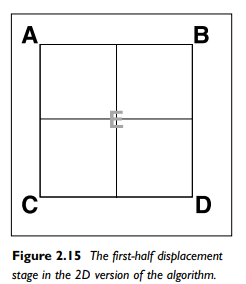 A B
E
C D
Figure 2.15 The first-half displacement
stage in the 2D version of the algorithm.